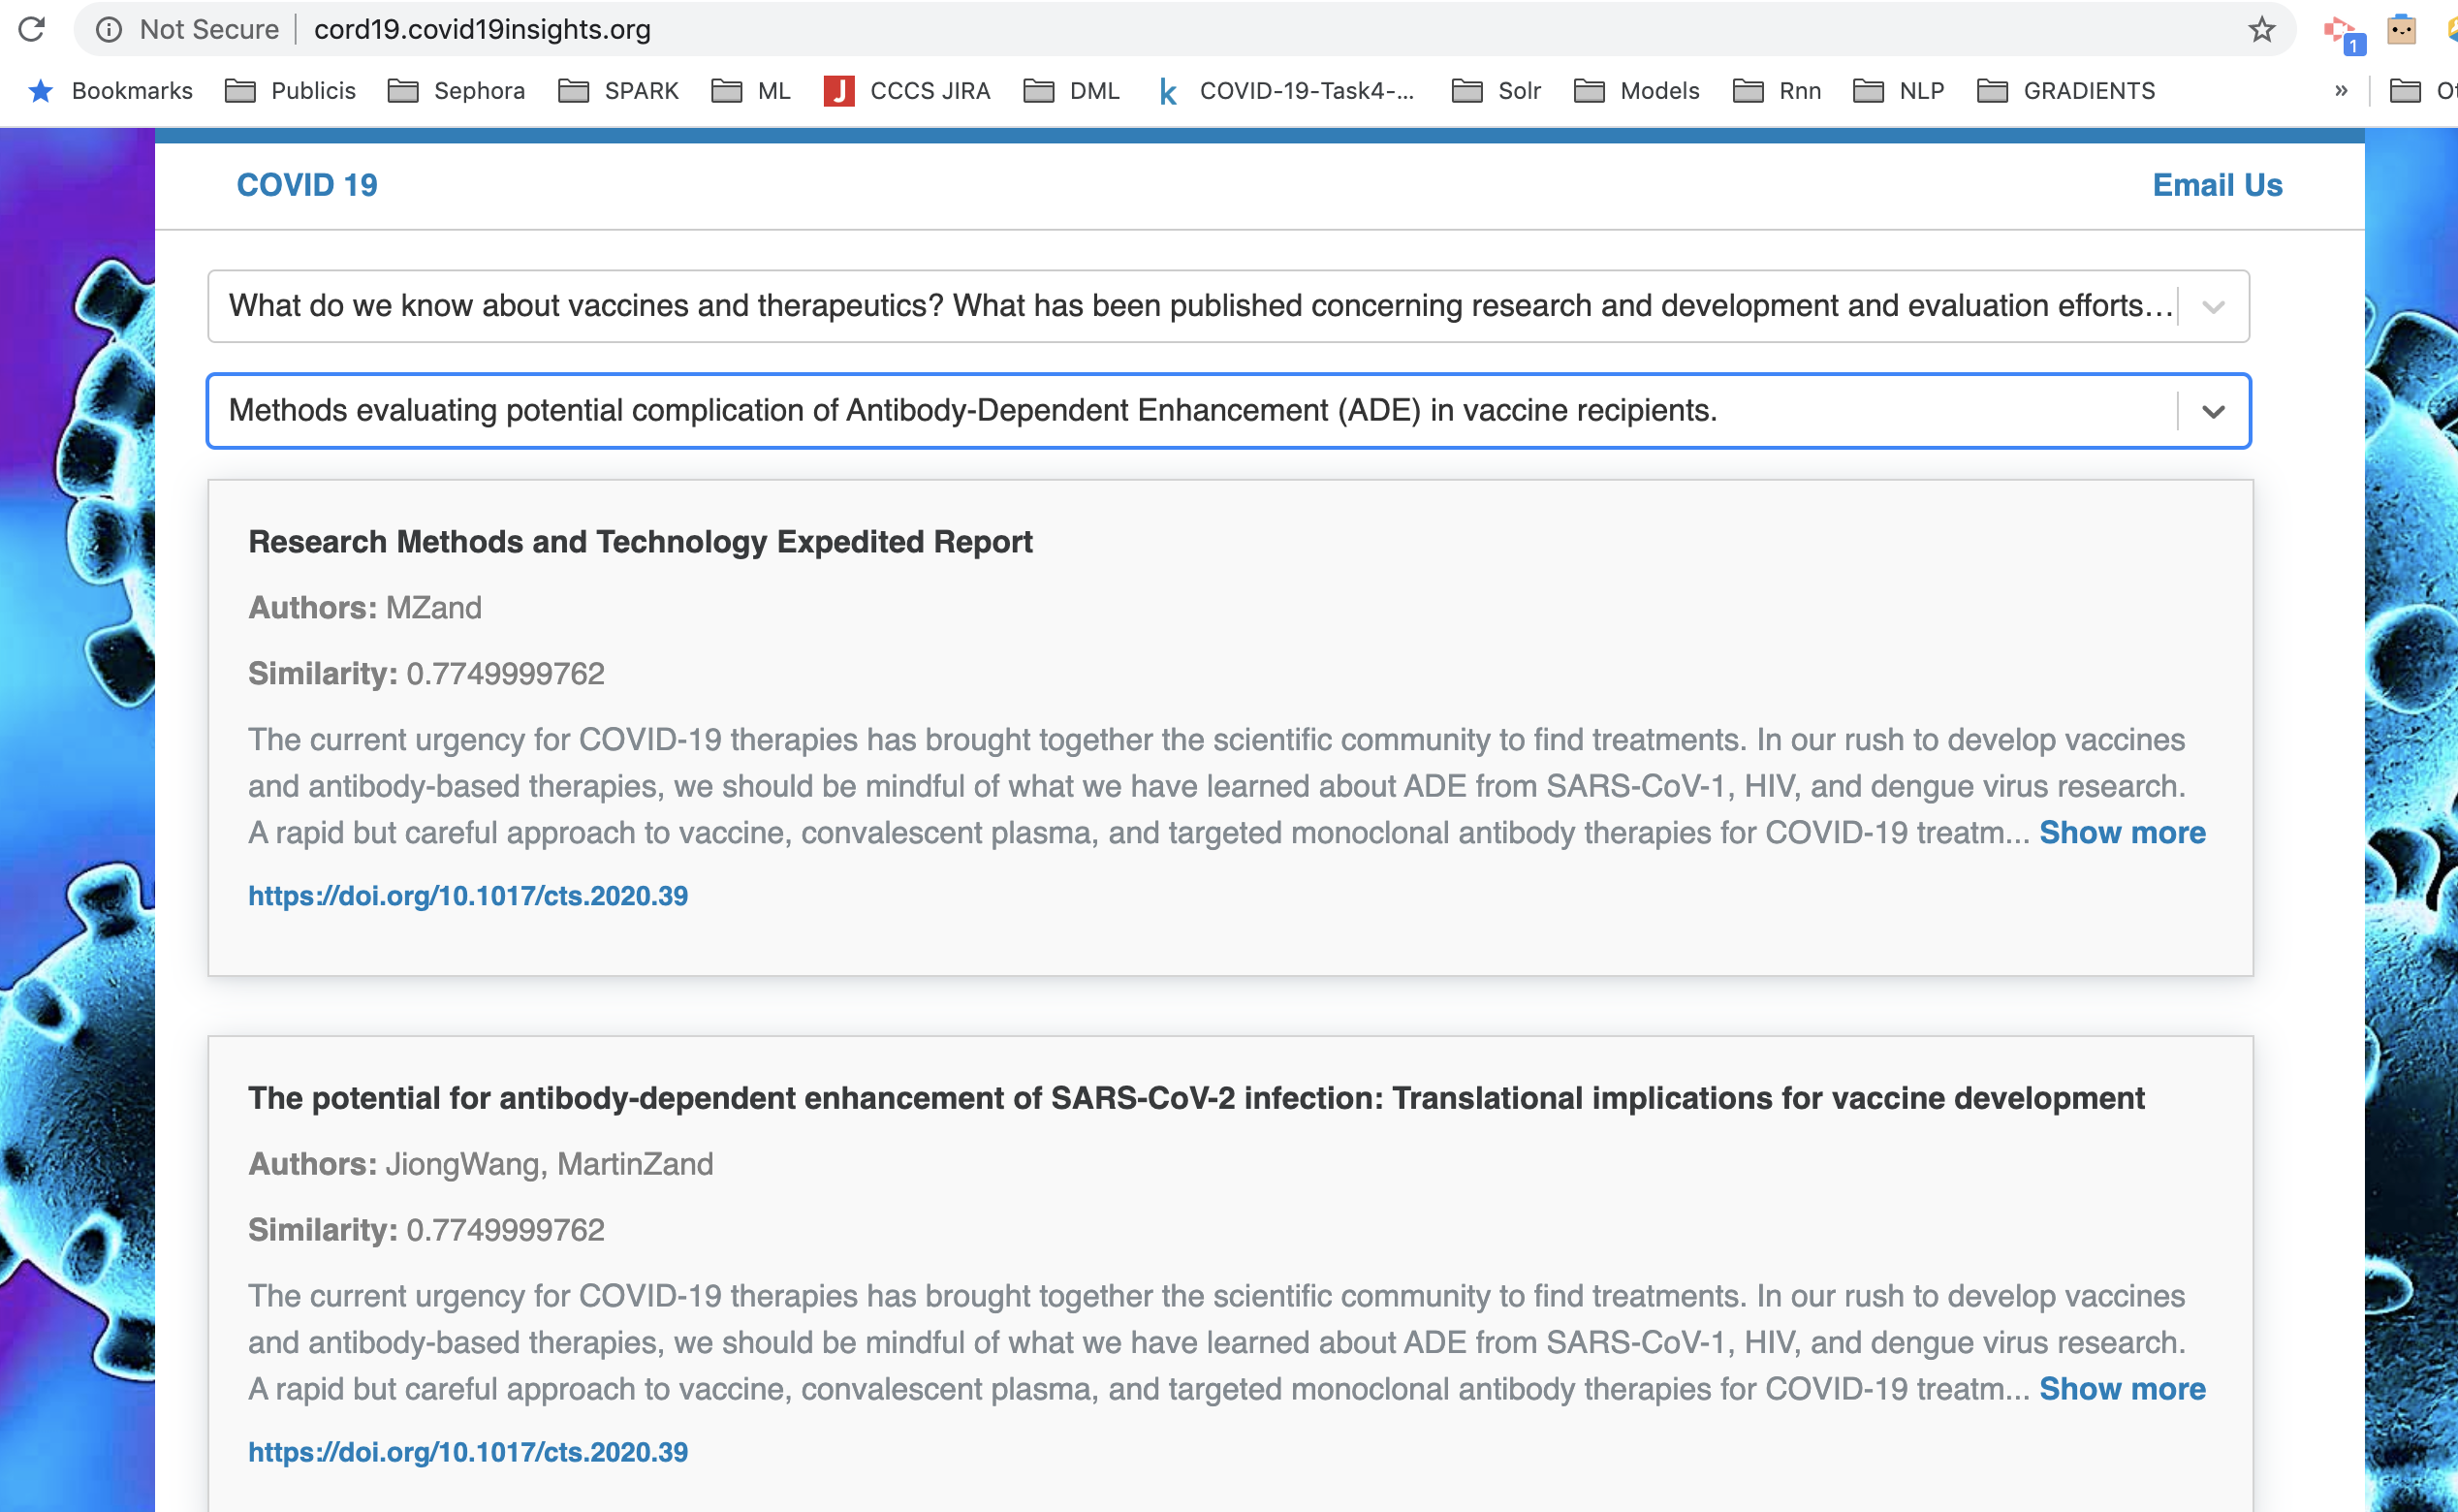 Not Secure cord19.covid19insights.org
1
Bookmarks Publicis Sephora SPARK ML J CCCS JIRA DML k COVID-19-Task4-... Solr Models Rnn NLP GRADIENTS »
COVID 19 Email Us
What do we know about vaccines and therapeutics? What has been published concerning research and development and evaluation efforts...
Methods evaluating potential complication of Antibody-Dependent Enhancement (ADE) in vaccine recipients.
Research Methods and Technology Expedited Report
Authors: MZand
Similarity: 0.7749999762
The current urgency for COVID-19 therapies has brought together the scientific community to find treatments. In our rush to develop vaccines
and antibody-based therapies, we should be mindful of what we have learned about ADE from SARS-CoV-1, HIV, and dengue virus research.
A rapid but careful approach to vaccine, convalescent plasma, and targeted monoclonal antibody therapies for COVID-19 treatm... Show more
https://doi.org/10.1017/cts.2020.39
The potential for antibody-dependent enhancement of SARS-CoV-2 infection: Translational implications for vaccine development
Authors: JiongWang, MartinZand
Similarity: 0.7749999762
The current urgency for COVID-19 therapies has brought together the scientific community to find treatments. In our rush to develop vaccines
and antibody-based therapies, we should be mindful of what we have learned about ADE from SARS-CoV-1, HIV, and dengue virus research.
A rapid but careful approach to vaccine, convalescent plasma, and targeted monoclonal antibody therapies for COVID-19 treatm... Show more
https://doi.org/10.1017/cts.2020.39